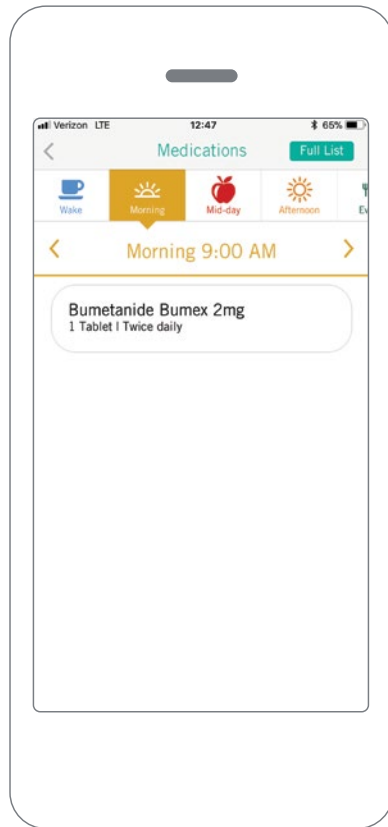 Verizon LTE 12:47 65%
Medications Full List
Wake Morning Mid-day Afternoon
Morning 9:00 AM
Bumetanide Bumex 2mg
1 Tablet | Twice daily